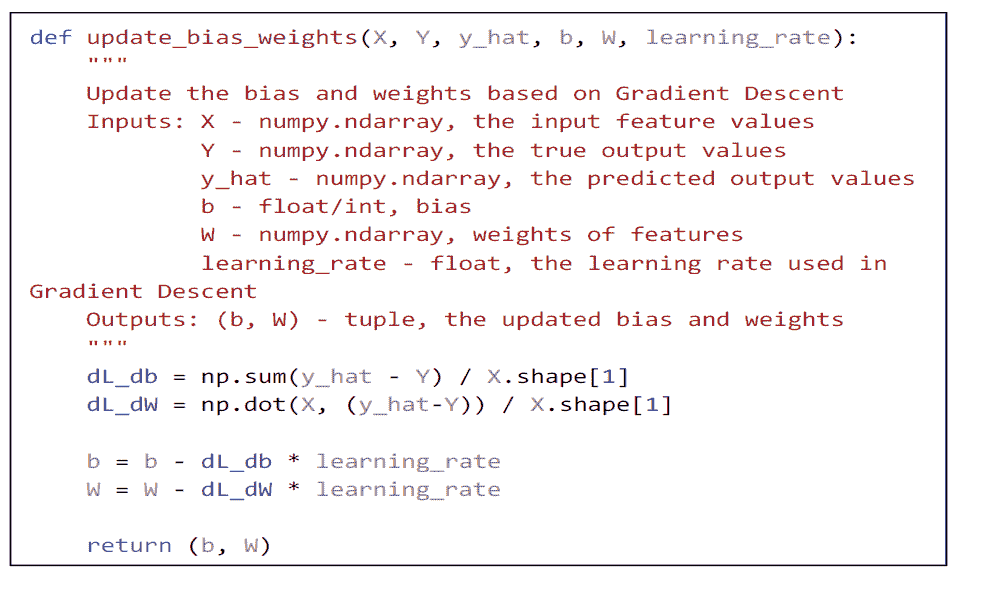 def update_bias_weights(X, Y, y_hat, b, W, learning_rate):
    """
    Update the bias and weights based on Gradient Descent
    Inputs: X - numpy.ndarray, the input feature values
            Y - numpy.ndarray, the true output values
            y_hat - numpy.ndarray, the predicted output values
            b - float/int, bias
            W - numpy.ndarray, weights of features
            learning_rate - float, the learning rate used in
Gradient Descent
    Outputs: (b, W) - tuple, the updated bias and weights
    """
    dL_db = np.sum(y_hat - Y) / X.shape[1]
    dL_dW = np.dot(X, (y_hat-Y)) / X.shape[1]

    b = b - dL_db * learning_rate
    W = W - dL_dW * learning_rate

    return (b, W)